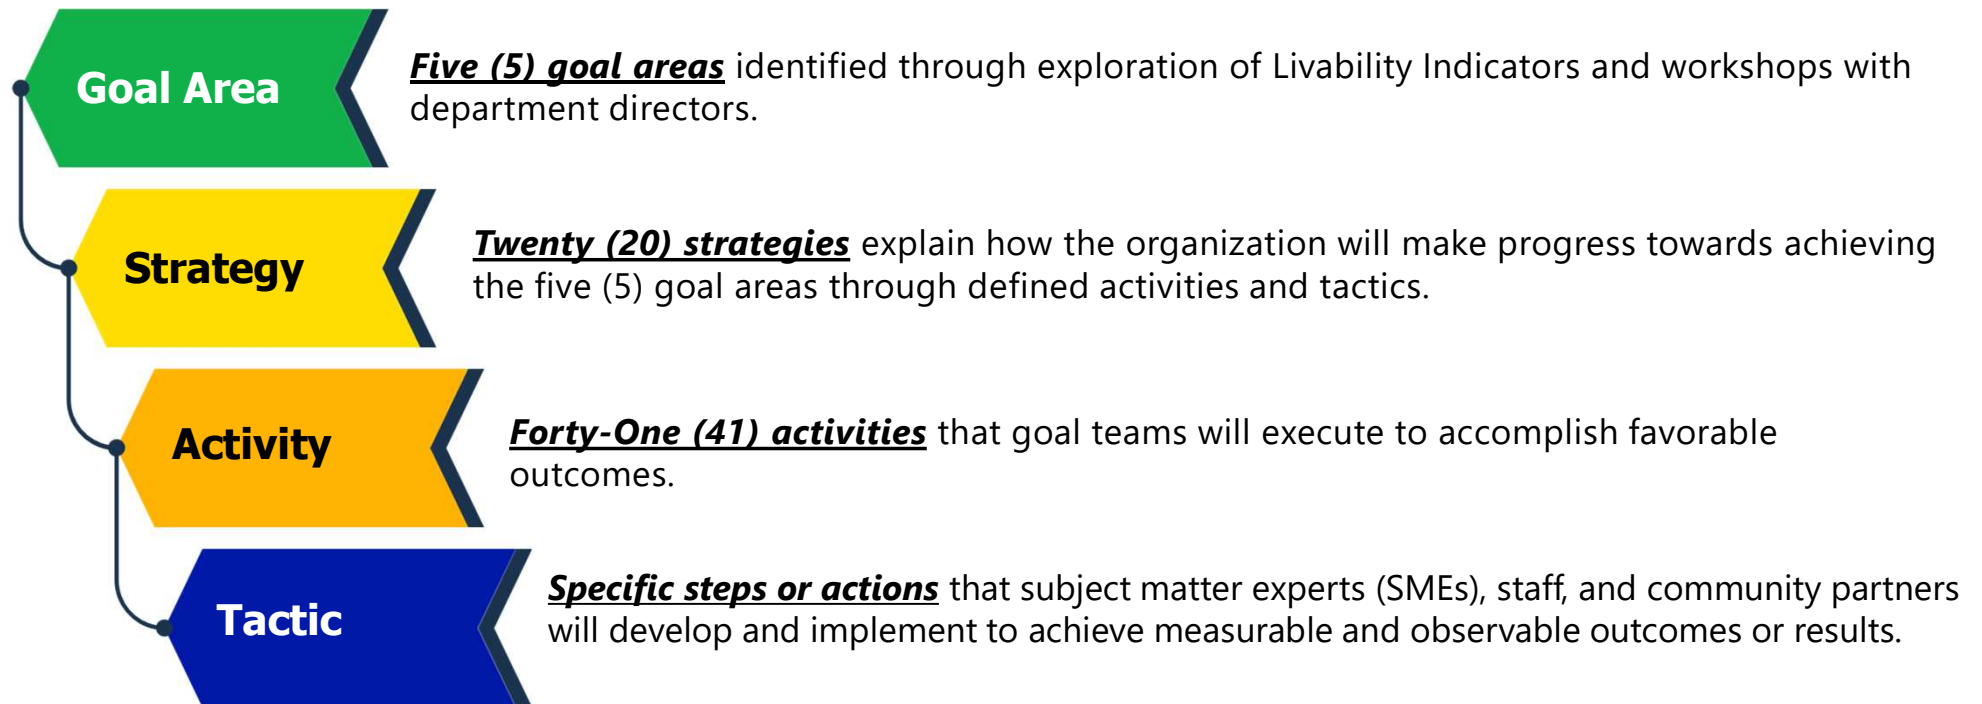 Goal Area
Five (5) goal areas identified through exploration of Livability Indicators and workshops with
department directors.
Strategy
Twenty (20) strategies explain how the organization will make progress towards achieving
the five (5) goal areas through defined activities and tactics.
Activity
Forty-One (41) activities that goal teams will execute to accomplish favorable
outcomes.
Tactic
Specific steps or actions that subject matter experts (SMEs), staff, and community partners
will develop and implement to achieve measurable and observable outcomes or results.